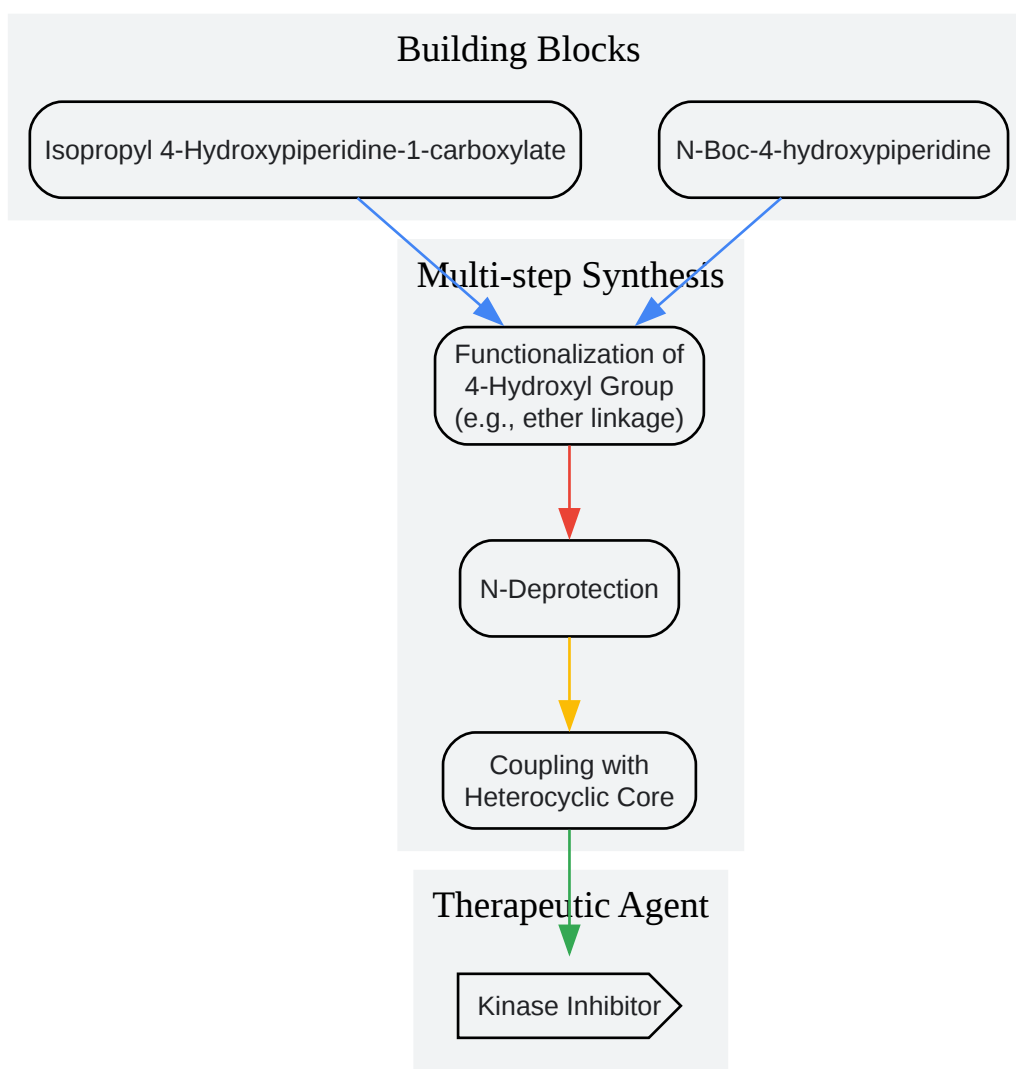 Building Blocks
Isopropyl 4-Hydroxypiperidine-1-carboxylate
N-Boc-4-hydroxypiperidine
Multi-step Synthesis
Functionalization of
4-Hydroxyl Group
(e.g., ether linkage)
N-Deprotection
Coupling with
Heterocyclic Core
Therapeutic Agent
Kinase Inhibitor